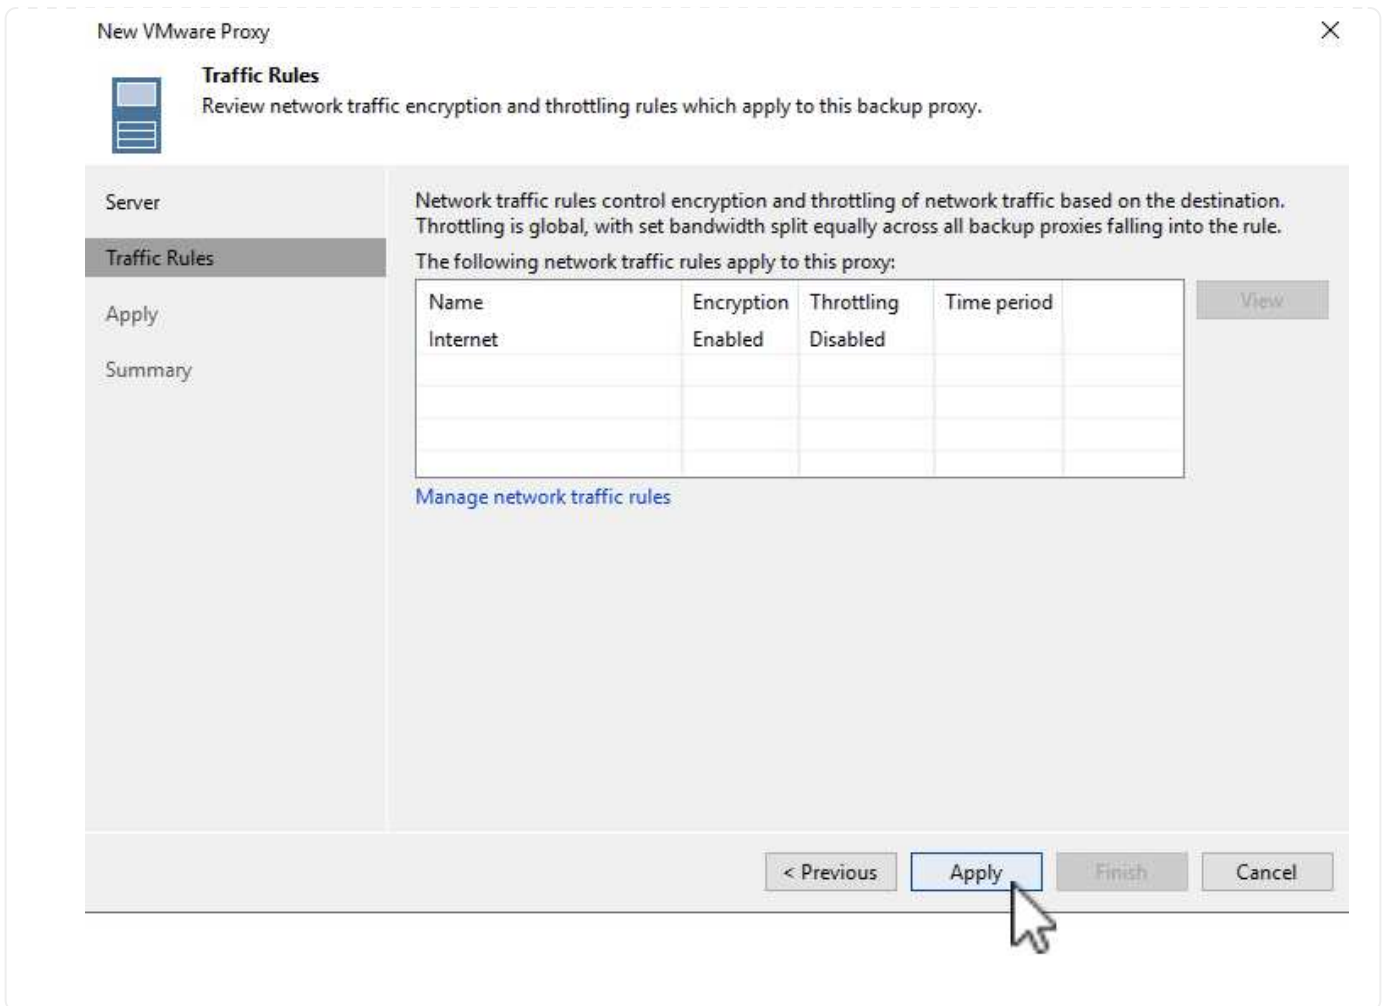 New VMware Proxy
Traffic Rules
Review network traffic encryption and throttling rules which apply to this backup proxy.
Server
Traffic Rules
Apply
Summary
Network traffic rules control encryption and throttling of network traffic based on the destination.
Throttling is global, with set bandwidth split equally across all backup proxies falling into the rule.
The following network traffic rules apply to this proxy:
Name Encryption Throttling Time period
Internet Enabled Disabled
View
Manage network traffic rules
< Previous Apply Finish Cancel